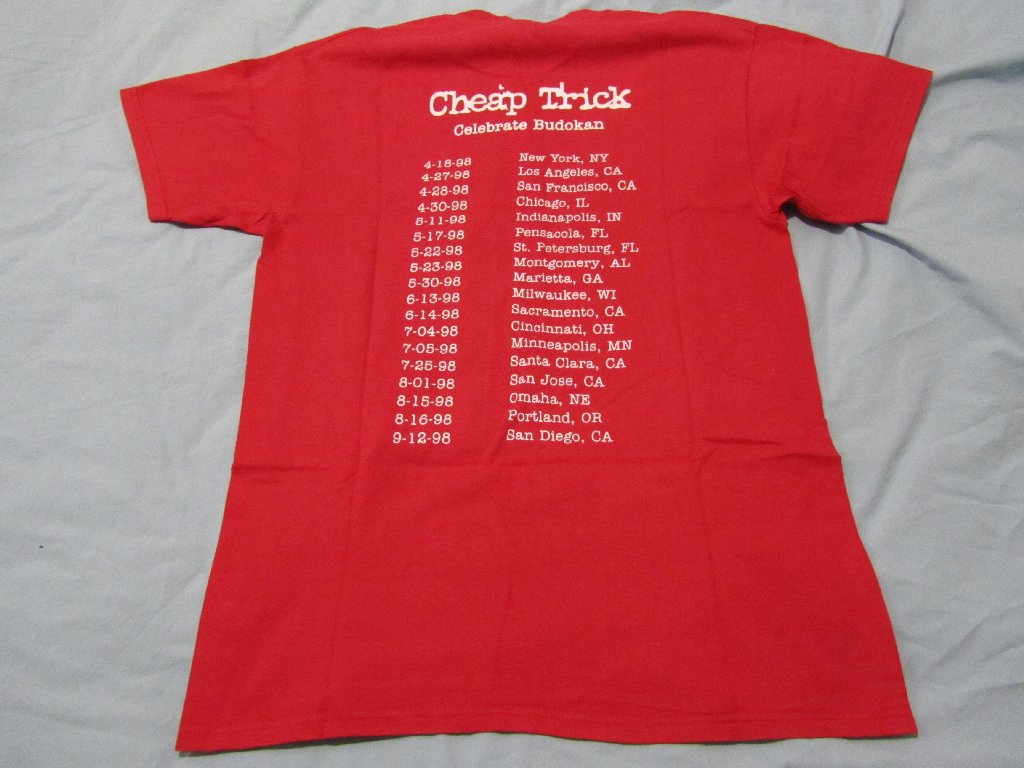 Cheap Trick
Celebrate Budokan
4-18-98 New York, NY
4-27-98 Los Angeles, CA
4-28-98 San Francisco, CA
4-30-98 Chicago, IL
5-11-98 Indianapolis, IN
5-17-98 Pensacola, FL
5-22-98 St. Petersburg, FL
5-23-98 Montgomery, AL
5-30-98 Marietta, GA
6-13-98 Milwaukee, WI
6-14-98 Sacramento, CA
7-04-98 Cincinnati, OH
7-05-98 Minneapolis, MN
7-25-98 Santa Clara, CA
8-01-98 San Jose, CA
8-15-98 Omaha, NE
8-16-98 Portland, OR
9-12-98 San Diego, CA